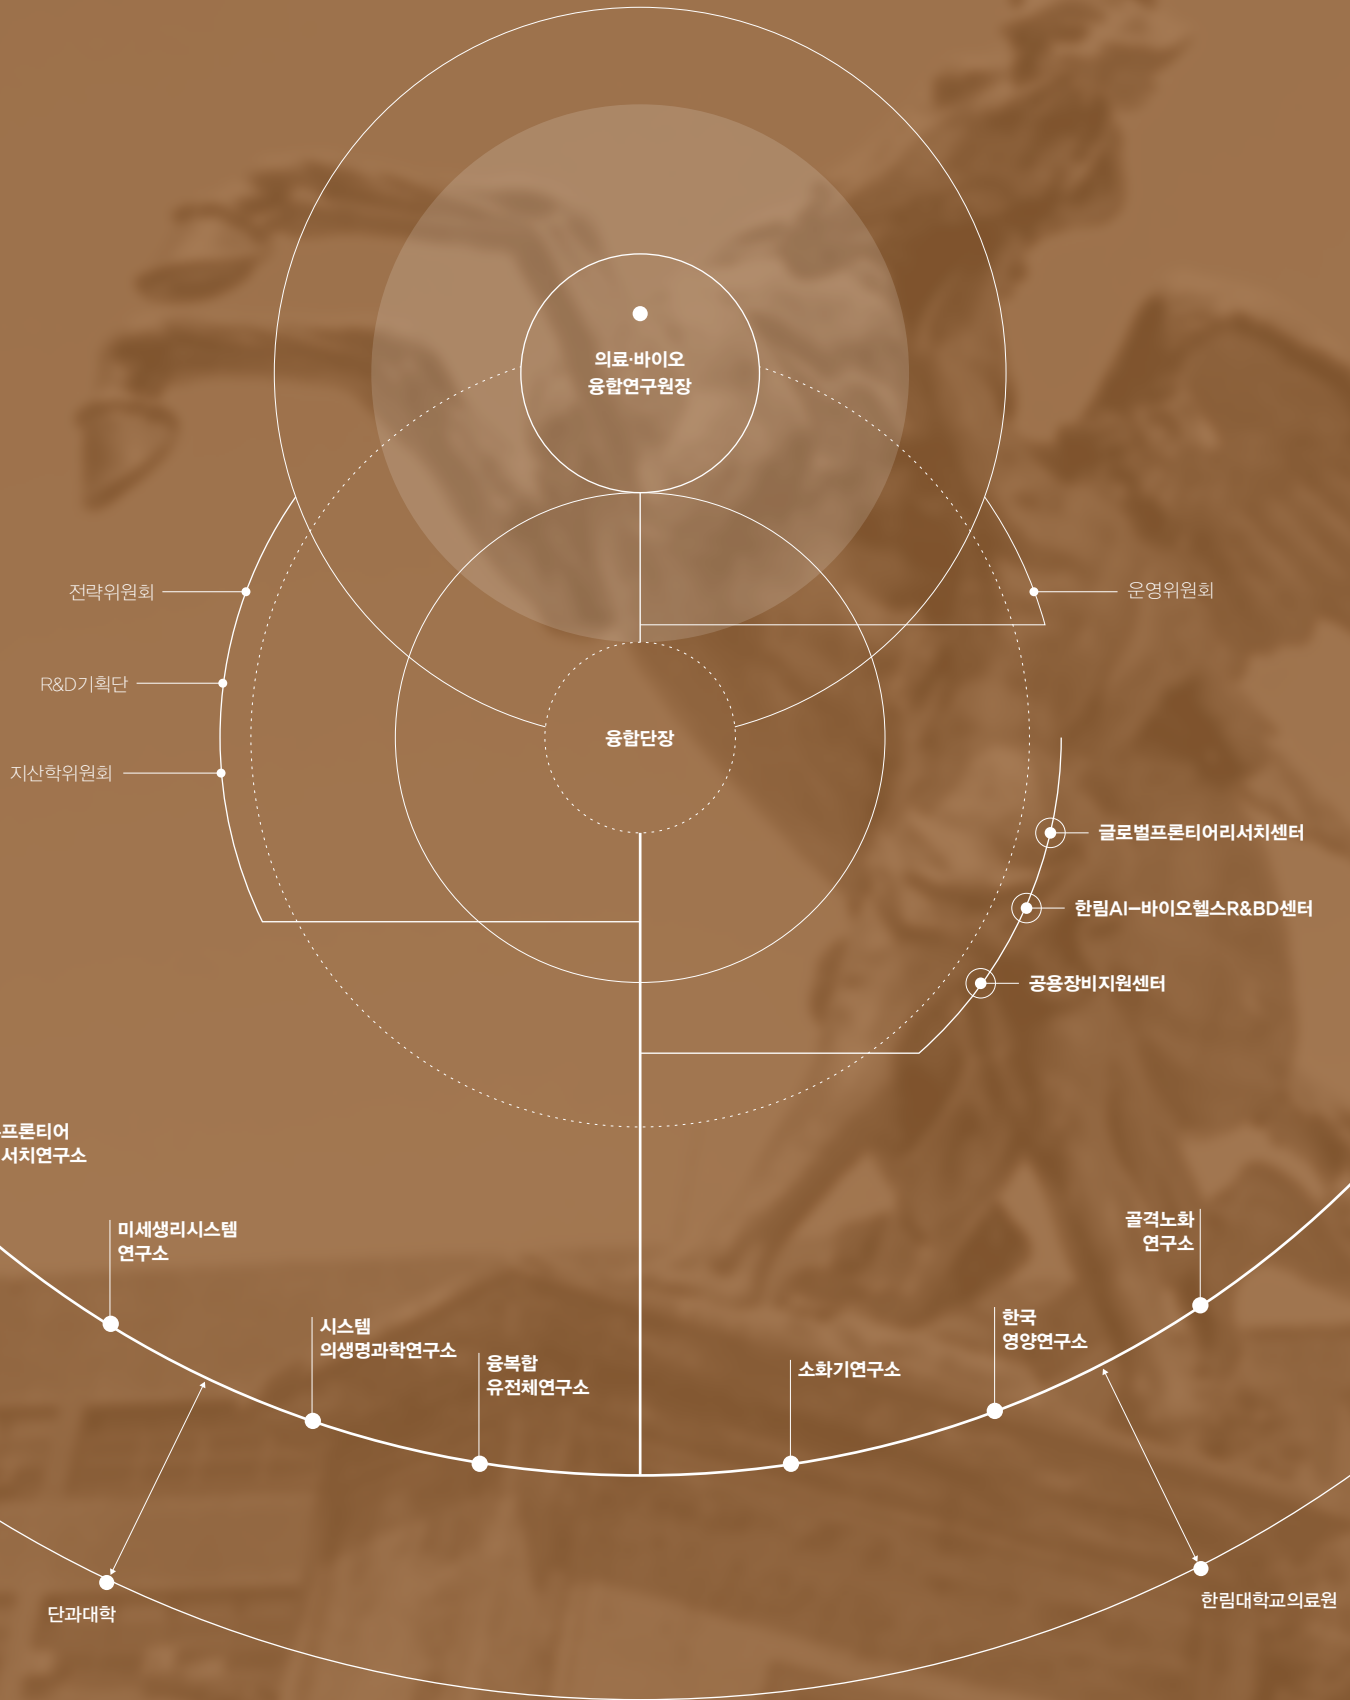 의료·바이오
융합연구원장
전략위원회
운영위원회
R&D기획단
융합단장
지산학위원회
글로벌프론티어리서치센터
한림AI–바이오헬스R&BD센터
공용장비지원센터
프론티어
서치연구소
미세생리시스템
연구소
골격노화
연구소
시스템
의생명과학연구소
한국
영양연구소
융복합
유전체연구소
소화기연구소
단과대학
한림대학교의료원